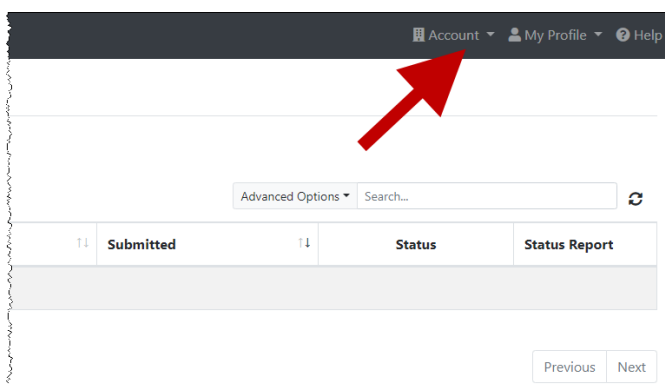 Account My Profile Help
Advanced Options Search...
Submitted Status Status Report
Previous Next